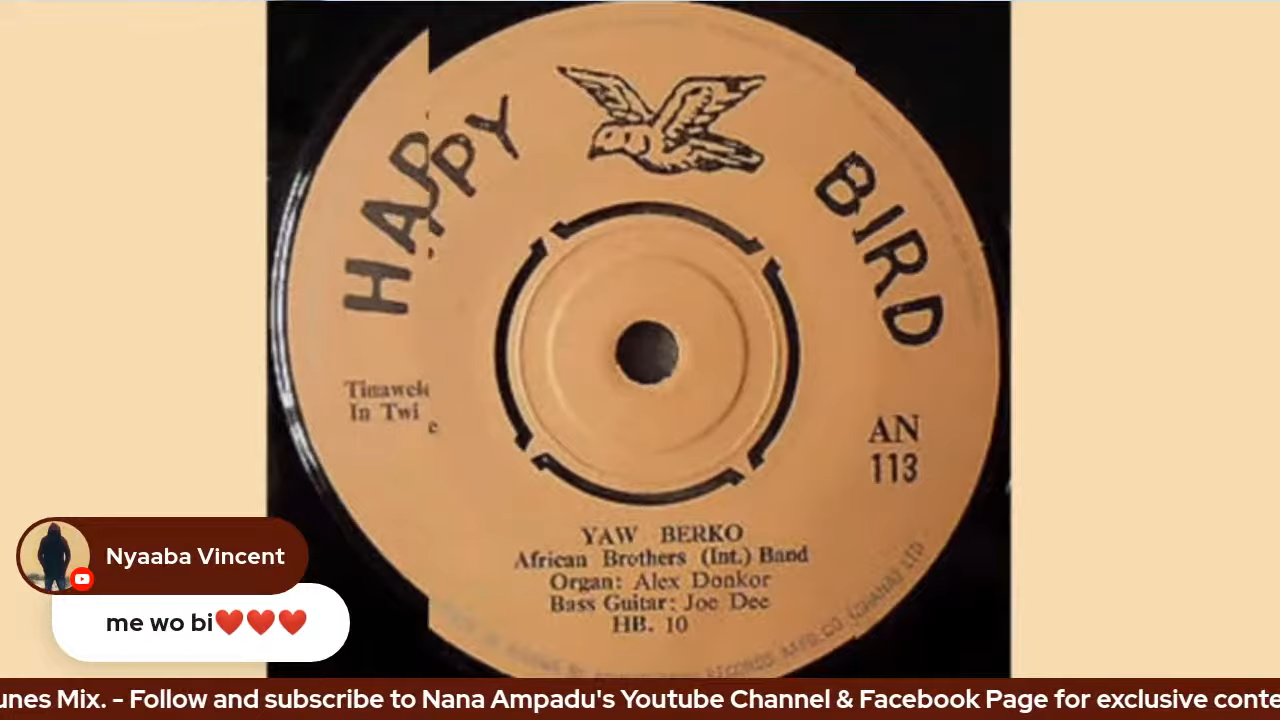 HAPPY BIRD
In Twi
AN
113
YAW BERKO
African Brothers (Int.) Band
Organ: Alex Donkor
Bass Guitar: Joe Dee
HB. 10
Nyaaba Vincent
me wo bi❤️❤️❤️
unes Mix. - Follow and subscribe to Nana Ampadu's Youtube Channel & Facebook Page for exclusive conte